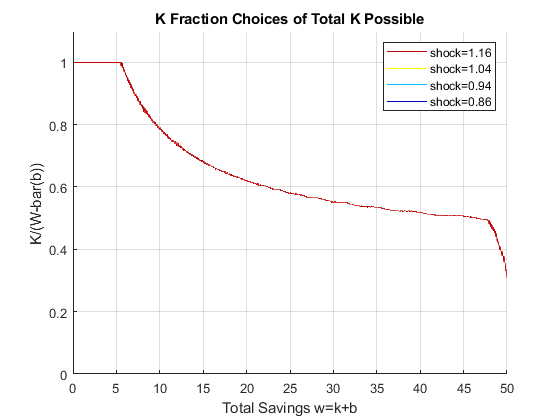 K Fraction Choices of Total K Possible
shock=1.16
shock=1.04
shock=0.94
shock=0.86
K/(W-bar(b))
1
0.8
0.6
0.4
0.2
0
0 5 10 15 20 25 30 35 40 45 50
Total Savings w=k+b